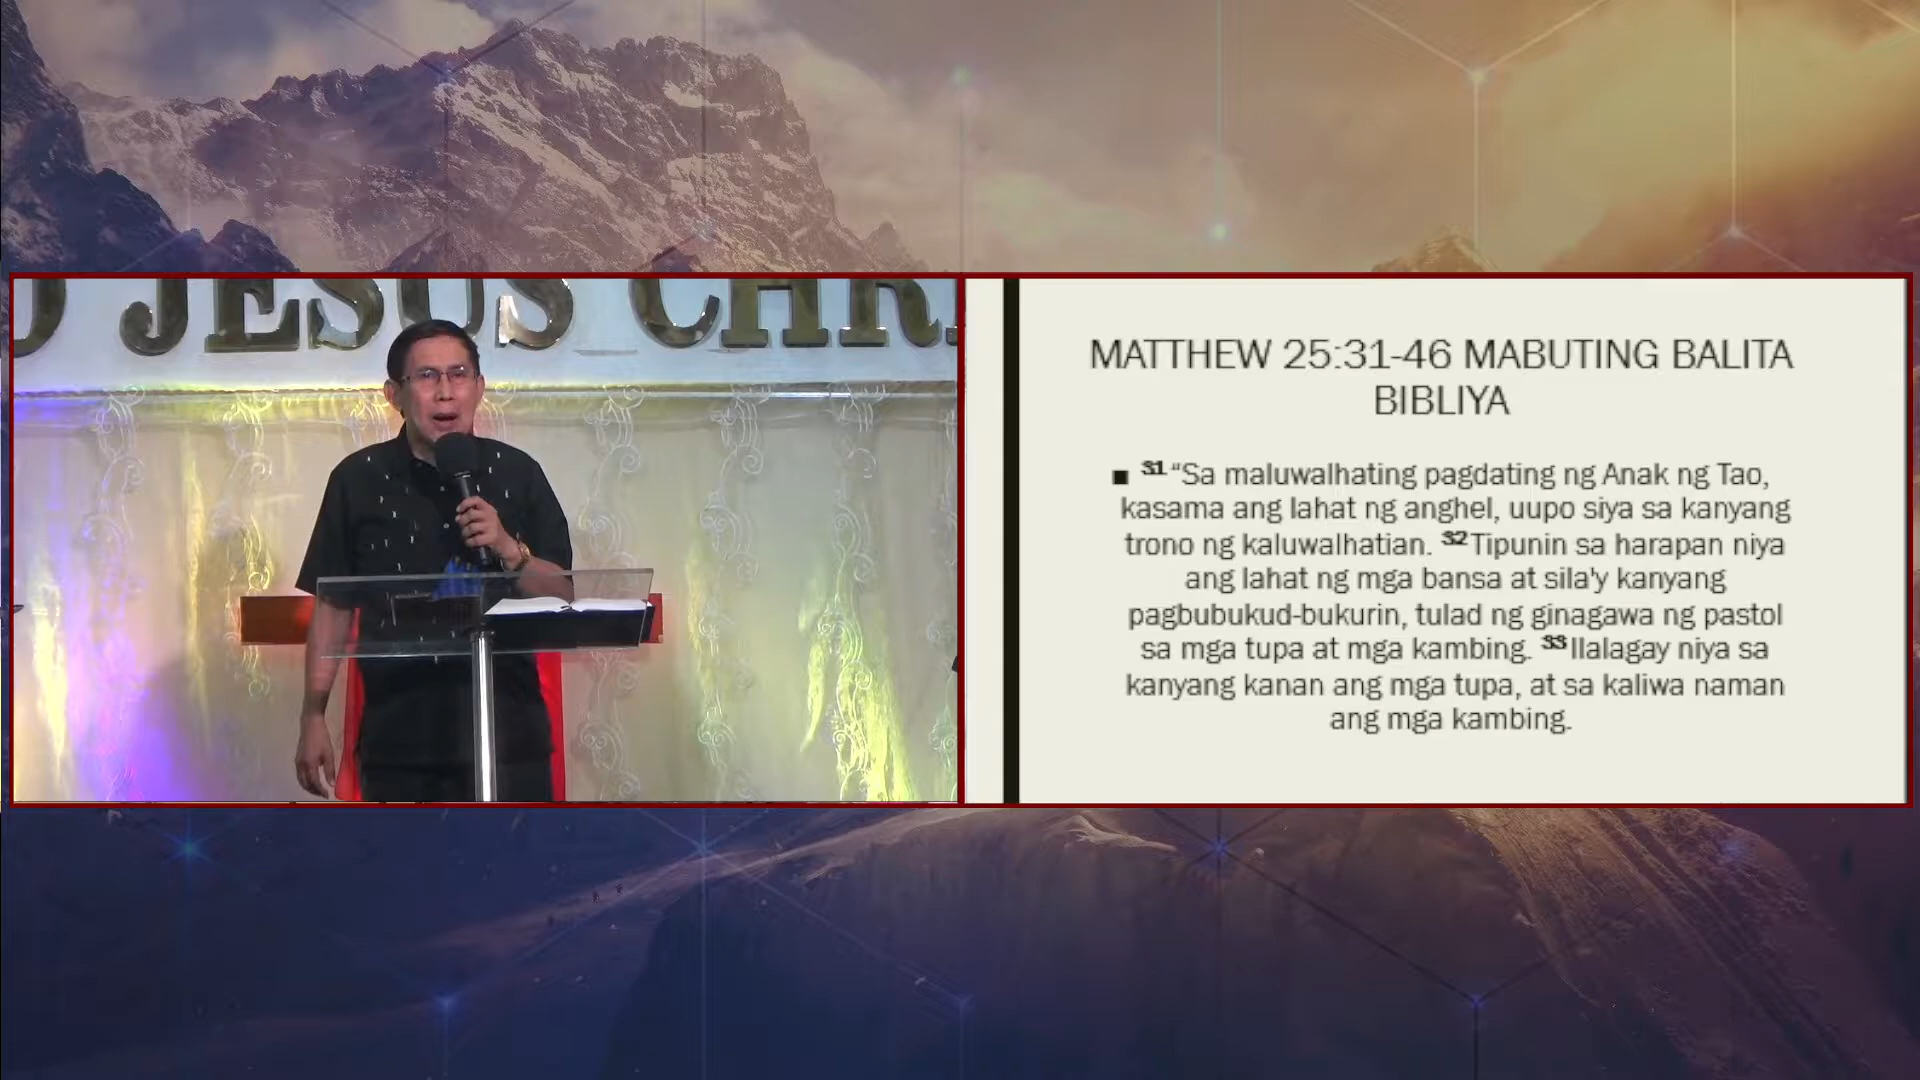 JESUS CHR
MATTHEW 25:31-46 MABUTING BALITA
BIBLIYA
■ 31 “Sa maluwalhating pagdating ng Anak ng Tao,
kasama ang lahat ng anghel, uupo siya sa kanyang
trono ng kaluwalhatian. 32 Tipunin sa harapan niya
ang lahat ng mga bansa at sila'y kanyang
pagbubukud-bukurin, tulad ng ginagawa ng pastol
sa mga tupa at mga kambing. 33 Ilalagay niya sa
kanyang kanan ang mga tupa, at sa kaliwa naman
ang mga kambing.